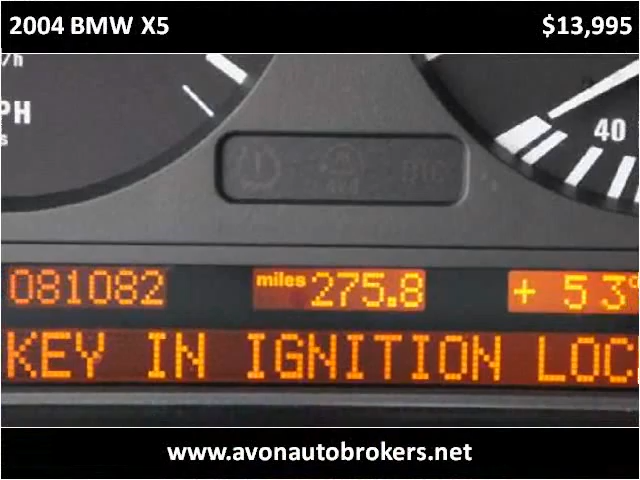 2004 BMW X5 $13,995
/h
PH
s
40
081082 miles 275.8 + 53°
KEY IN IGNITION LOC
www.avonautobrokers.net